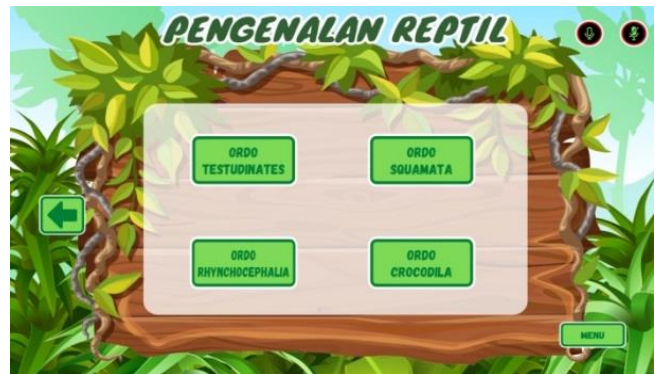 PENGENALAN REPTIL
ORDO
TESTUDINATES
ORDO
SQUAMATA
ORDO
RHYNCHOCEPHALIA
ORDO
CROCODILA
MENU